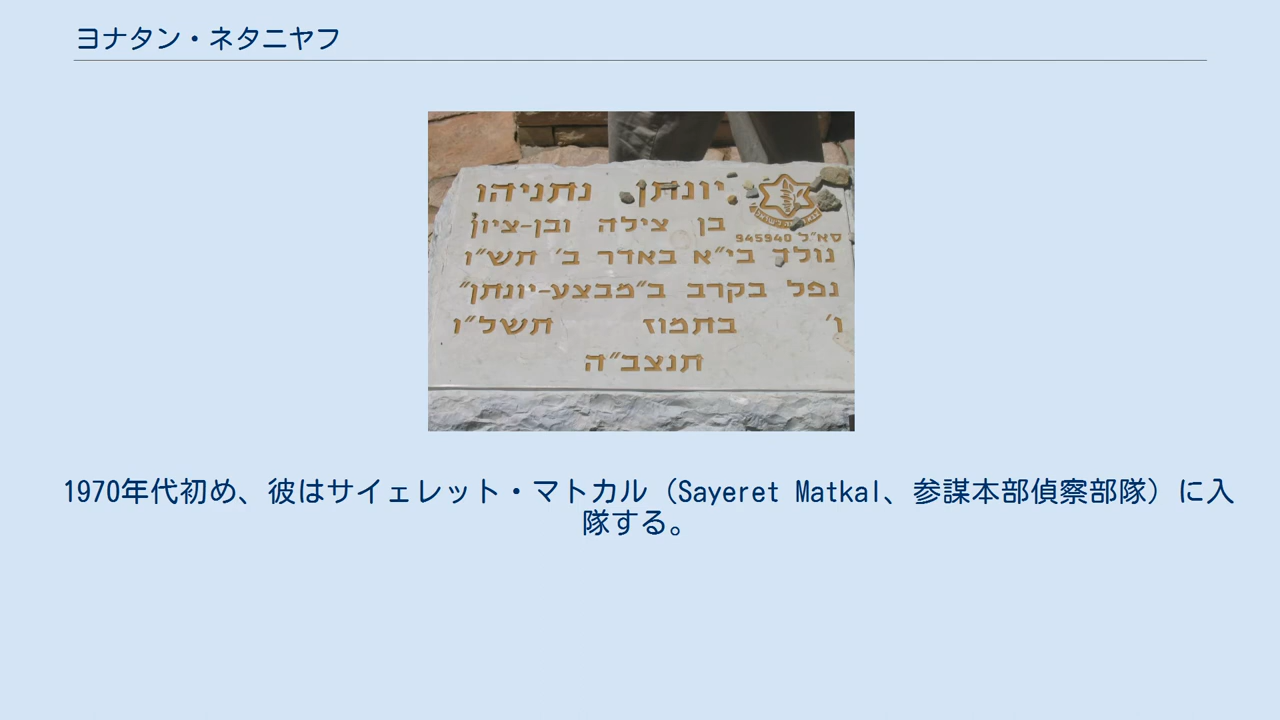 ヨナタン・ネタニヤフ
יונתן נתניהו
בן צילה ובן-ציון
סא״ל 945940
נולד בי״א באדר ב׳ תש״ו
נפל בקרב ב״מבצע-יונתן״
ו׳ בתמוז תשל״ו
תנצב״ה
1970年代初め、彼はサイェレット・マトカル（Sayeret Matkal、参謀本部偵察部隊）に入
隊する。